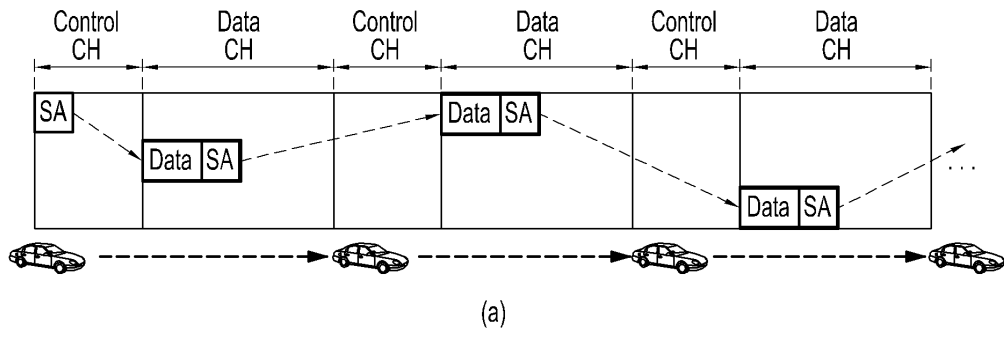 Control Data Control Data Control Data
CH CH CH CH CH CH
SA
Data SA
Data SA
Data SA
. . .
(a)